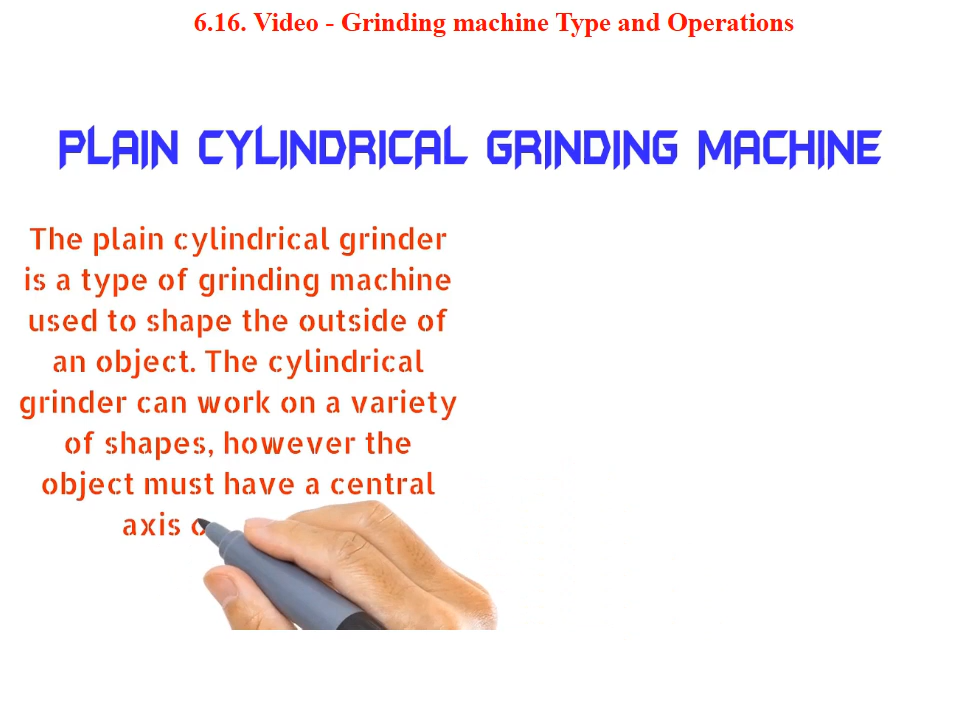 6.16. Video - Grinding machine Type and Operations
PLAIN CYLINDRICAL GRINDING MACHINE
The plain cylindrical grinder
is a type of grinding machine
used to shape the outside of
an object. The cylindrical
grinder can work on a variety
of shapes, however the
object must have a central
axis